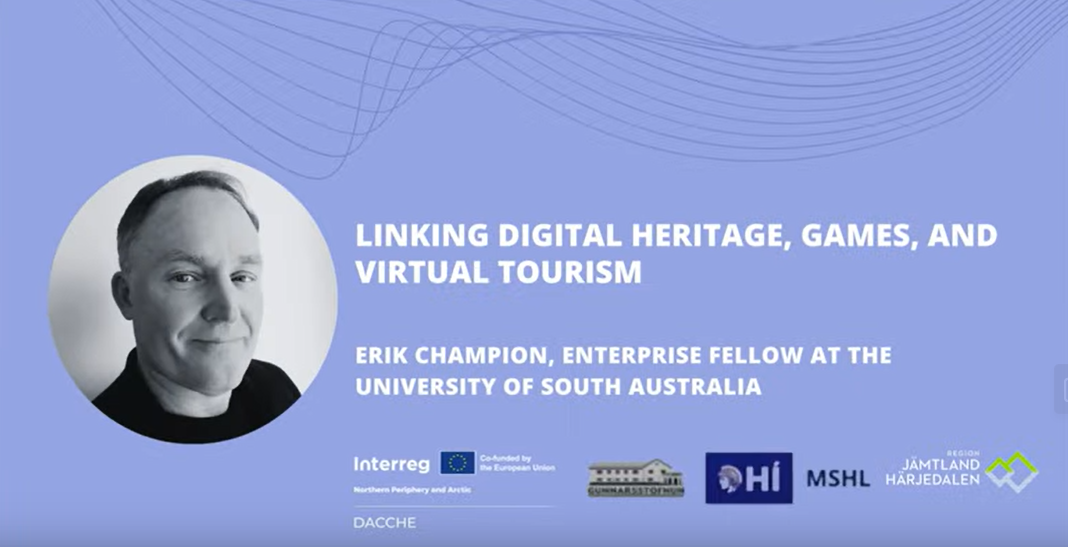 LINKING DIGITAL HERITAGE, GAMES, AND
VIRTUAL TOURISM
ERIK CHAMPION, ENTERPRISE FELLOW AT THE
UNIVERSITY OF SOUTH AUSTRALIA
Interreg
Co-funded by
the European Union
Northern Periphery and Arctic
DACCHE
GUNNARSSTOFNUN
HÍ
MSHL
REGION
JÄMTLAND
HÄRJEDALEN